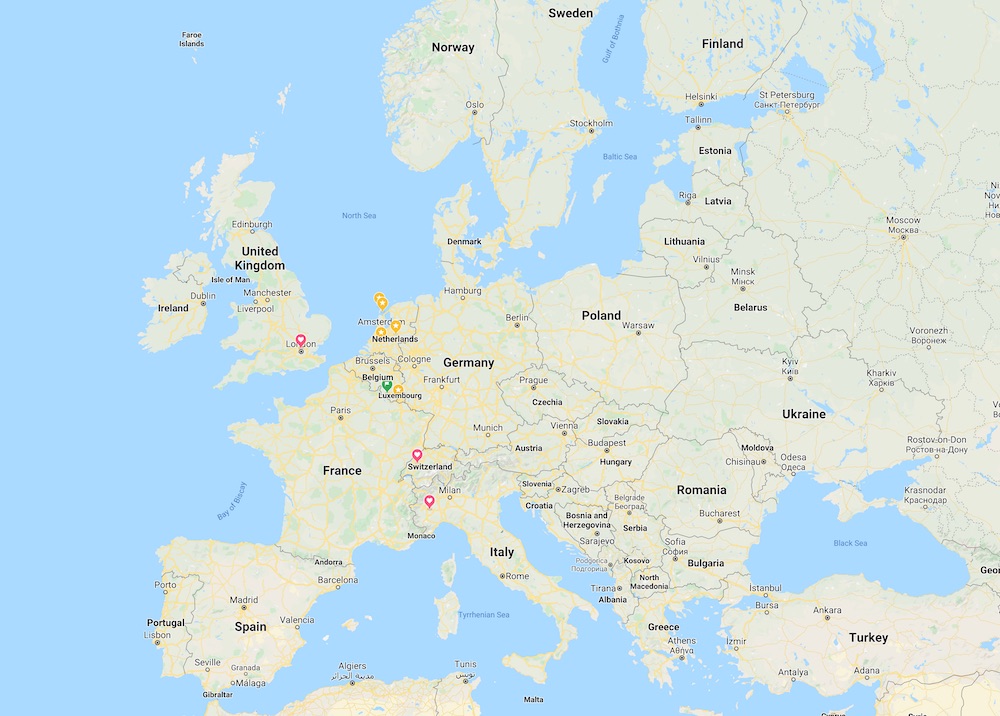 Sweden
Faroe
Islands
Norway
Finland
Gulf of Bothnia
Helsinki
St Petersburg
Санкт-Петербург
Oslo
Stockholm
Tallinn
Estonia
Baltic Sea
Riga
Latvia
North Sea
Edinburgh
Moscow
Москва
Denmark
Lithuania
Vilnius
United
Kingdom
Isle of Man
Minsk
Мінск
Dublin
Manchester
Liverpool
Ireland
Hamburg
Belarus
Berlin
Poland
Warsaw
Amsterdam
Netherlands
London
Voronezh
Воронеж
Brussels
Cologne
Germany
Kyiv
Київ
Belgium
Frankfurt
Prague
Kharkiv
Харків
Luxembourg
Czechia
Paris
Ukraine
Slovakia
Munich
Vienna
Budapest
Austria
Moldova
Chisinau
Rostov-on-Don
Ростов-на-Дону
Odesa
Одеса
Hungary
France
Switzerland
Milan
Slovenia
Zagreb
Romania
Krasnodar
Краснодар
Bay of Biscay
Croatia
Belgrade
Београд
Bucharest
Bosnia and
Herzegovina
Serbia
Monaco
Sarajevo
Sofia
София
Black Sea
Italy
Andorra
Podgorica
Подгорица
Kosovo
Bulgaria
Barcelona
Rome
North
Macedonia
Tirana
Albania
Istanbul
Bursa
Porto
Madrid
Ankara
Portugal
Lisbon
Spain
Valencia
Tyrrhenian Sea
Greece
Athens
Αθήνα
Izmir
Turkey
Seville
Granada
Málaga
Gibraltar
Algiers
مدينة الجزائر
Tunis
تونس
Antalya
Adana
Malta